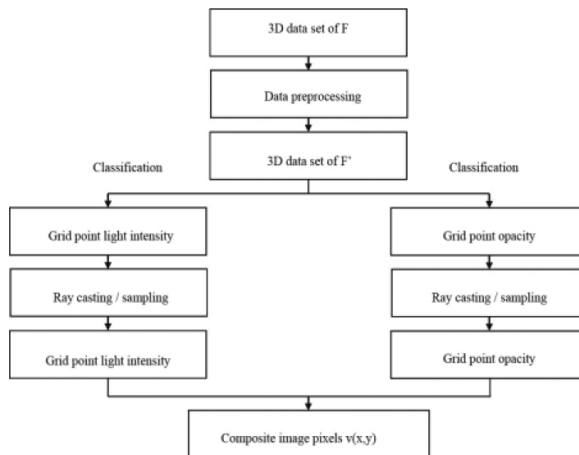 3D data set of F
Data preprocessing
3D data set of F'
Classification
Classification
Grid point light intensity
Grid point opacity
Ray casting / sampling
Ray casting / sampling
Grid point light intensity
Grid point opacity
Composite image pixels v(x,y)